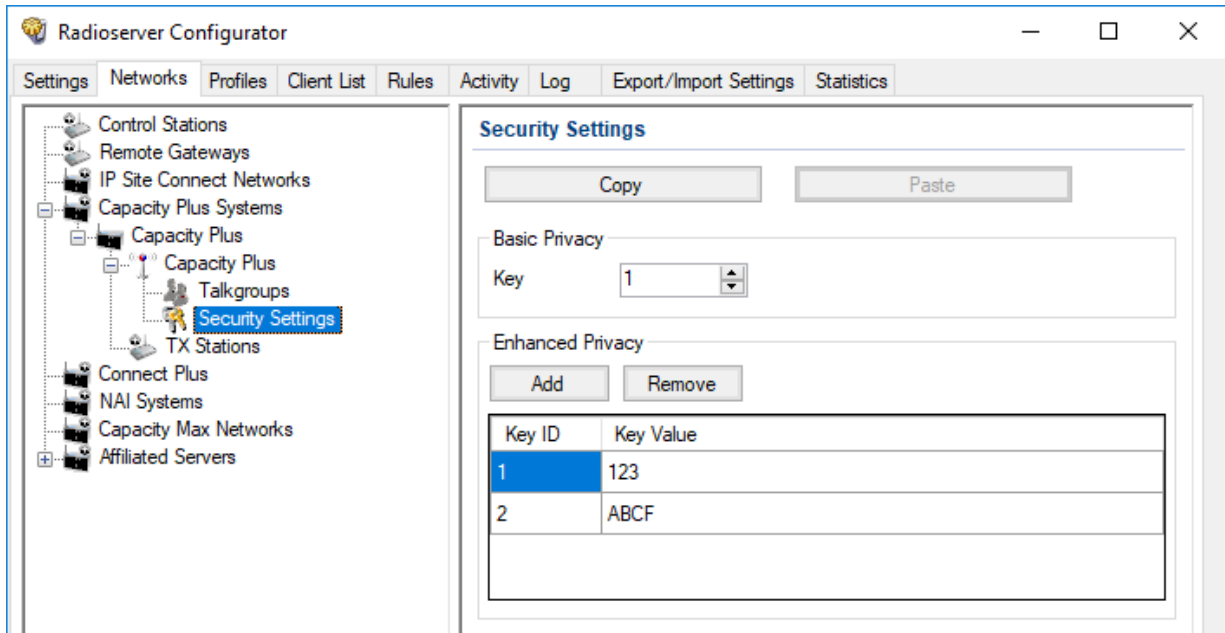 Radioserver Configurator
Settings Networks Profiles Client List Rules Activity Log Export/Import Settings Statistics
Control Stations
Remote Gateways
IP Site Connect Networks
Capacity Plus Systems
Capacity Plus
Capacity Plus
Talkgroups
Security Settings
TX Stations
Connect Plus
NAI Systems
Capacity Max Networks
Affiliated Servers
Security Settings
Copy Paste
Basic Privacy
Key 1
Enhanced Privacy
Add Remove
Key ID Key Value
1 123
2 ABCF